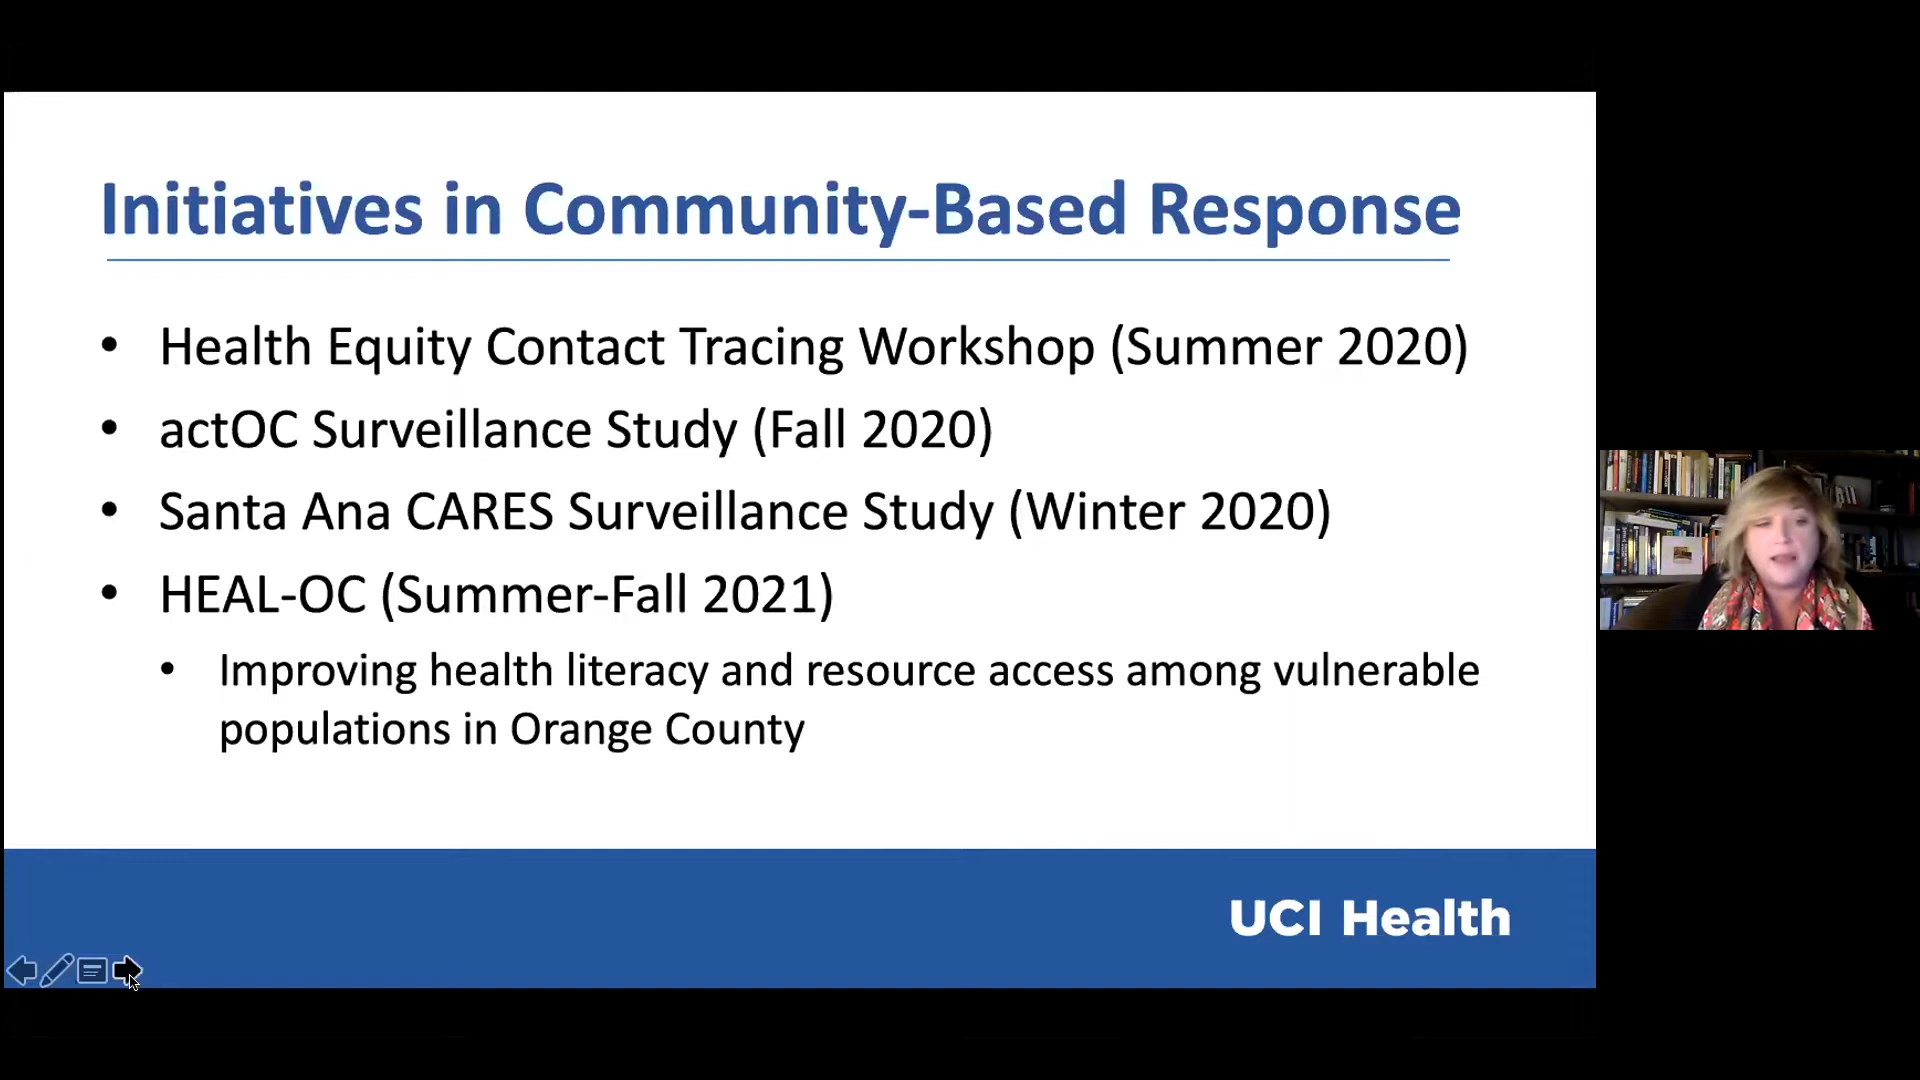 Initiatives in Community-Based Response
• Health Equity Contact Tracing Workshop (Summer 2020)
• actOC Surveillance Study (Fall 2020)
• Santa Ana CARES Surveillance Study (Winter 2020)
• HEAL-OC (Summer-Fall 2021)
• Improving health literacy and resource access among vulnerable
populations in Orange County
UCI Health